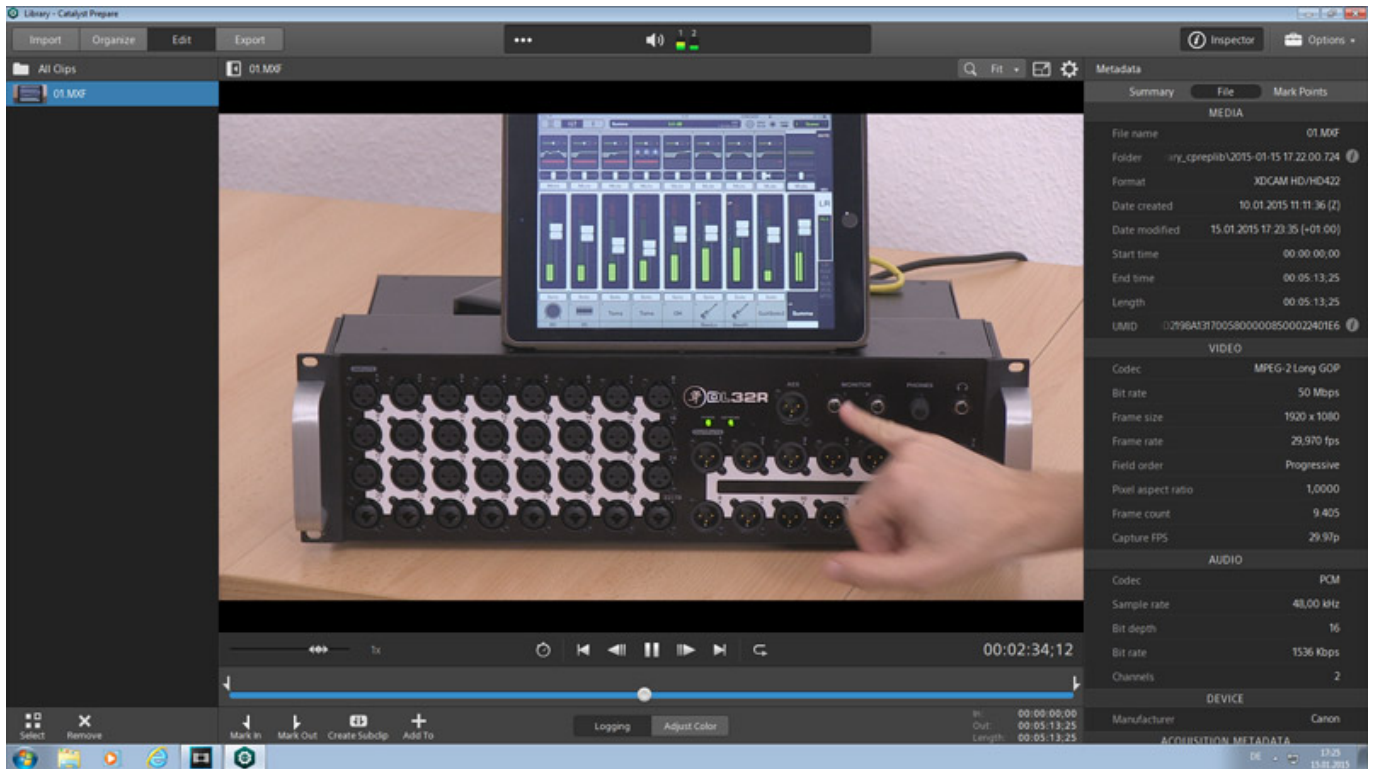 Library - Catalyst Prepare
Import Organize Edit Export
••• 1 2
Inspector Options
All Clips
01.MXF
Fit
Metadata
01.MXF
Summary File Mark Points
MEDIA
File name 01.MXF
Folder ry_cpreplib\2015-01-15 17.22.00.724
Format XDCAM HD/HD422
Date created 10.01.2015 11:11:36 (Z)
Date modified 15.01.2015 17:23:35 (+01:00)
Start time 00:00:00;00
End time 00:05:13;25
Length 00:05:13;25
UMID
VIDEO
Codec MPEG-2 Long GOP
Bit rate 50 Mbps
Frame size 1920 x 1080
Frame rate 29,970 fps
Field order Progressive
Pixel aspect ratio 1,0000
Frame count 9.405
Capture FPS 29.97p
AUDIO
Codec PCM
Sample rate 48,00 kHz
Bit depth 16
Bit rate 1536 Kbps
Channels 2
DEVICE
Manufacturer Canon
ACQUISITION METADATA
LR
Toms Toms OH Summe
DL32R
AES MONITOR PHONES
1x
00:02:34;12
Select Remove
Mark In Mark Out Create Subclip Add To
Logging Adjust Color
In: 00:00:00;00
Out: 00:05:13;25
Length: 00:05:13;25
DE
17:25
15.01.2015